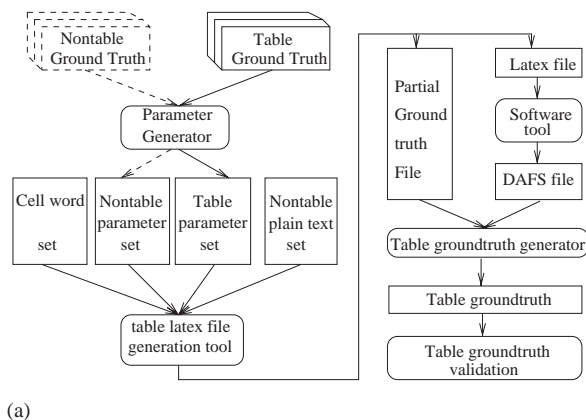 Nontable
Ground Truth
Table
Ground Truth
Parameter
Generator
Cell word
set
Nontable
parameter
set
Table
parameter
set
Nontable
plain text
set
table latex file
generation tool
Partial
Ground
truth
File
Latex file
Software
tool
DAFS file
Table groundtruth generator
Table groundtruth
Table groundtruth
validation
(a)